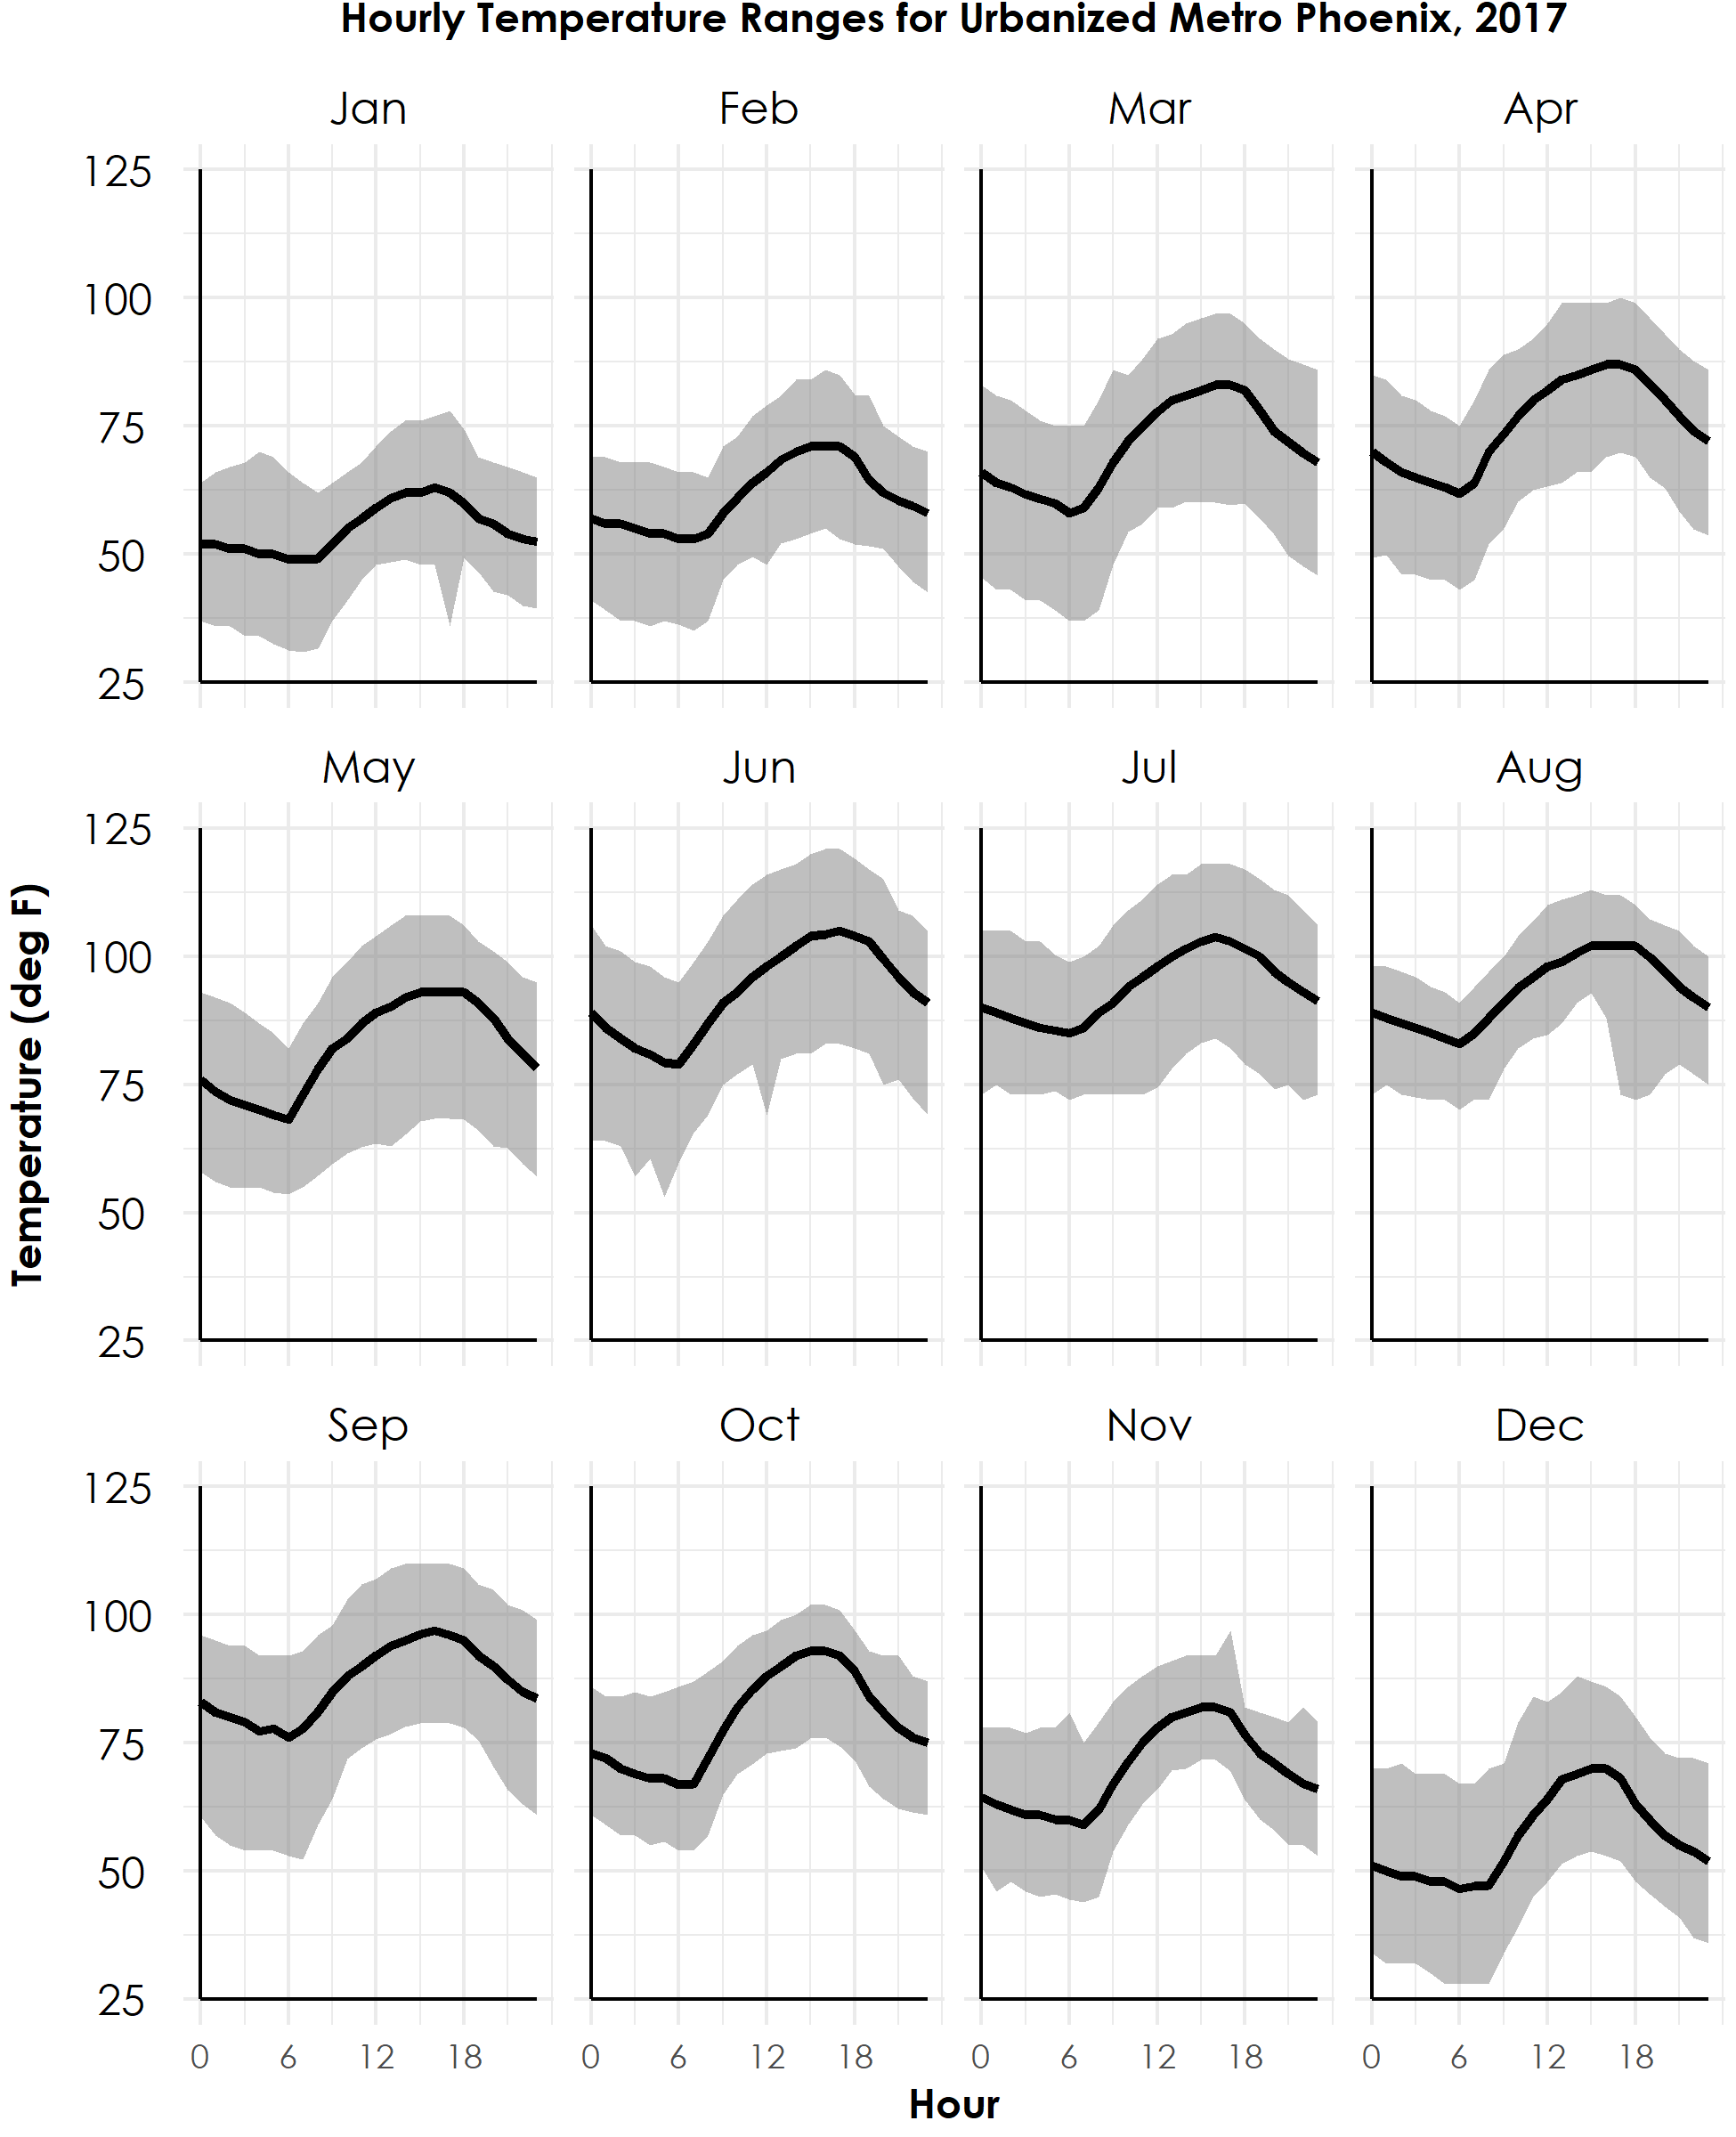 Hourly Temperature Ranges for Urbanized Metro Phoenix, 2017
Jan Feb Mar Apr
125
100
75
50
25
May Jun Jul Aug
125
100
75
50
25
Temperature (deg F)
Sep Oct Nov Dec
125
100
75
50
25
0 6 12 18 0 6 12 18 0 6 12 18 0 6 12 18
Hour